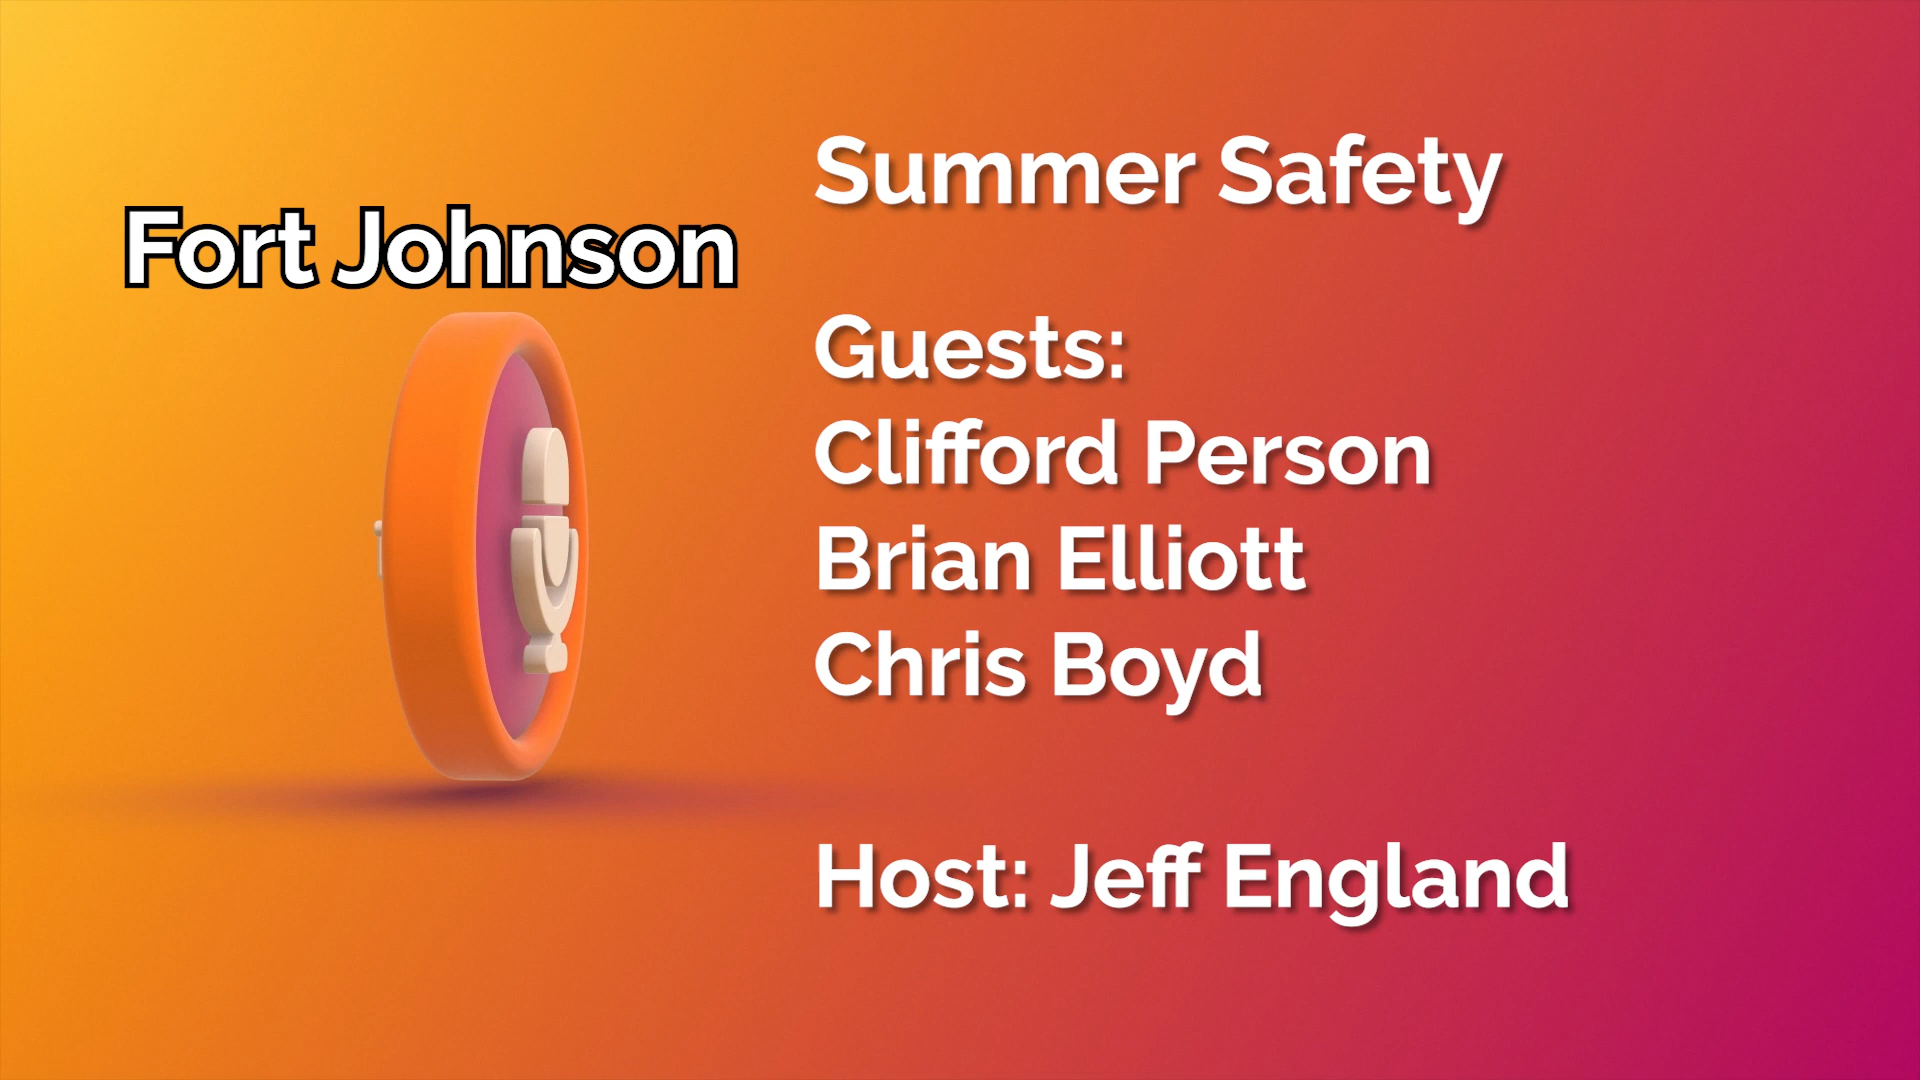 Fort Johnson
Summer Safety
Guests:
Clifford Person
Brian Elliott
Chris Boyd
Host: Jeff England